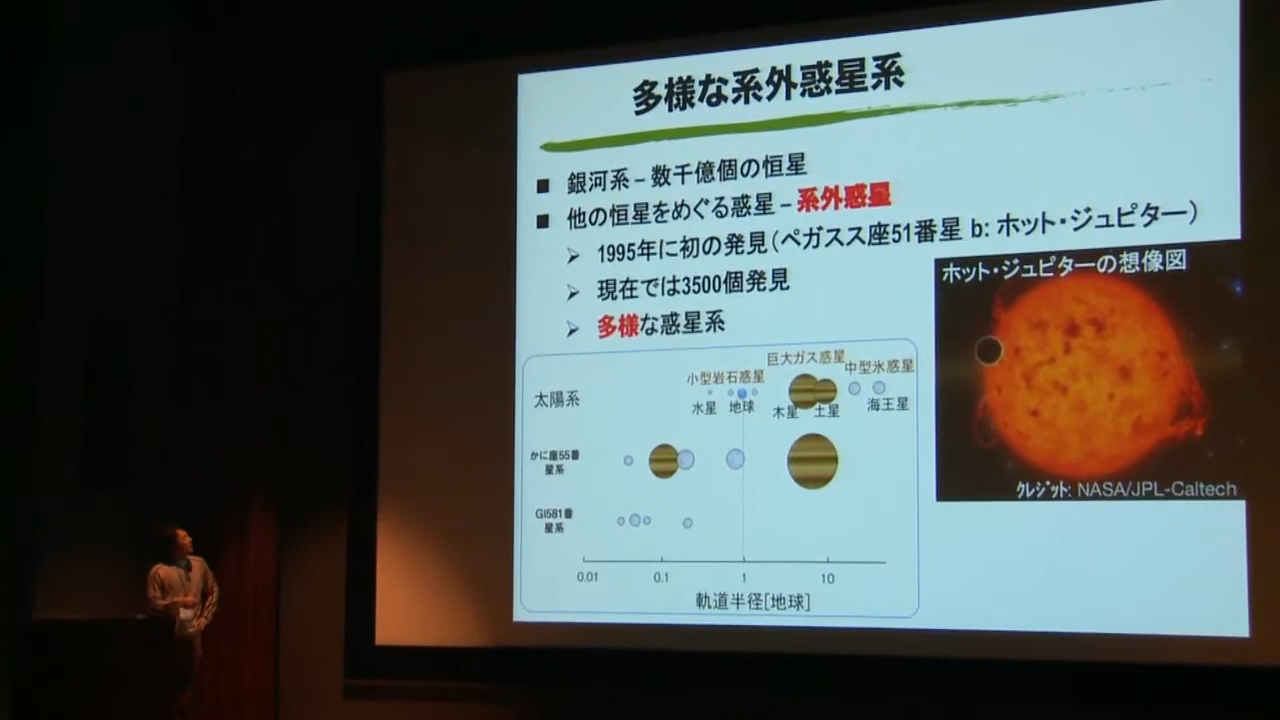 多様な系外惑星系
■ 銀河系 – 数千億個の恒星
■ 他の恒星をめぐる惑星 – 系外惑星
➢ 1995年に初の発見(ペガスス座51番星 b: ホット・ジュピター)
➢ 現在では3500個発見
➢ 多様な惑星系
ホット・ジュピターの想像図
クレジット: NASA/JPL-Caltech
巨大ガス惑星
小型岩石惑星
中型氷惑星
太陽系
水星
地球
木星
土星
海王星
かに座55番
星系
Gl581番
星系
0.01
0.1
1
10
軌道半径[地球]